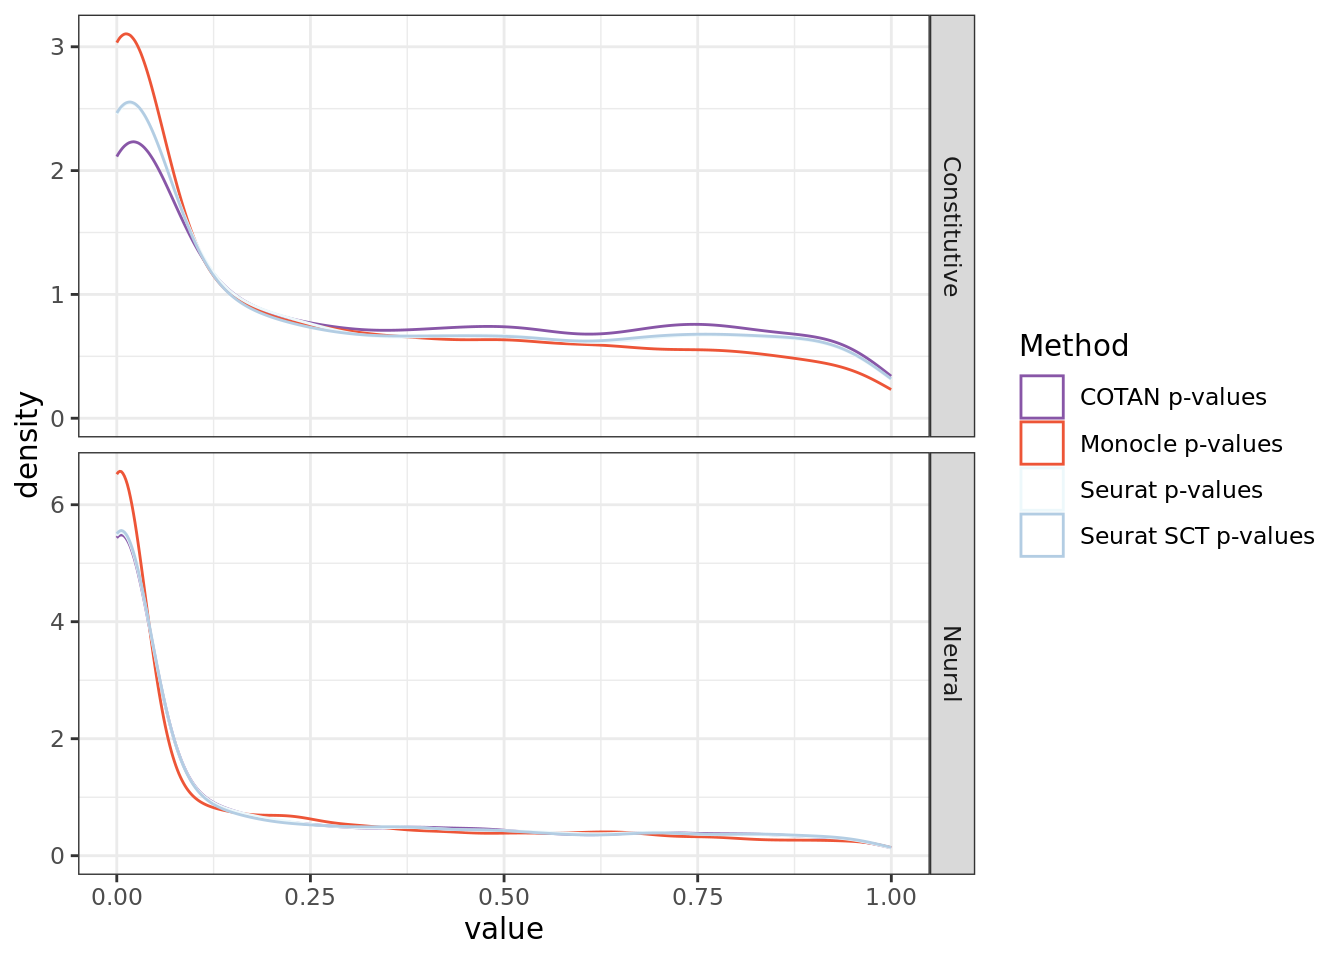 3
2
1
0
Constitutive
6
4
2
0
Neural
density
0.00 0.25 0.50 0.75 1.00
value
Method
COTAN p-values
Monocle p-values
Seurat p-values
Seurat SCT p-values